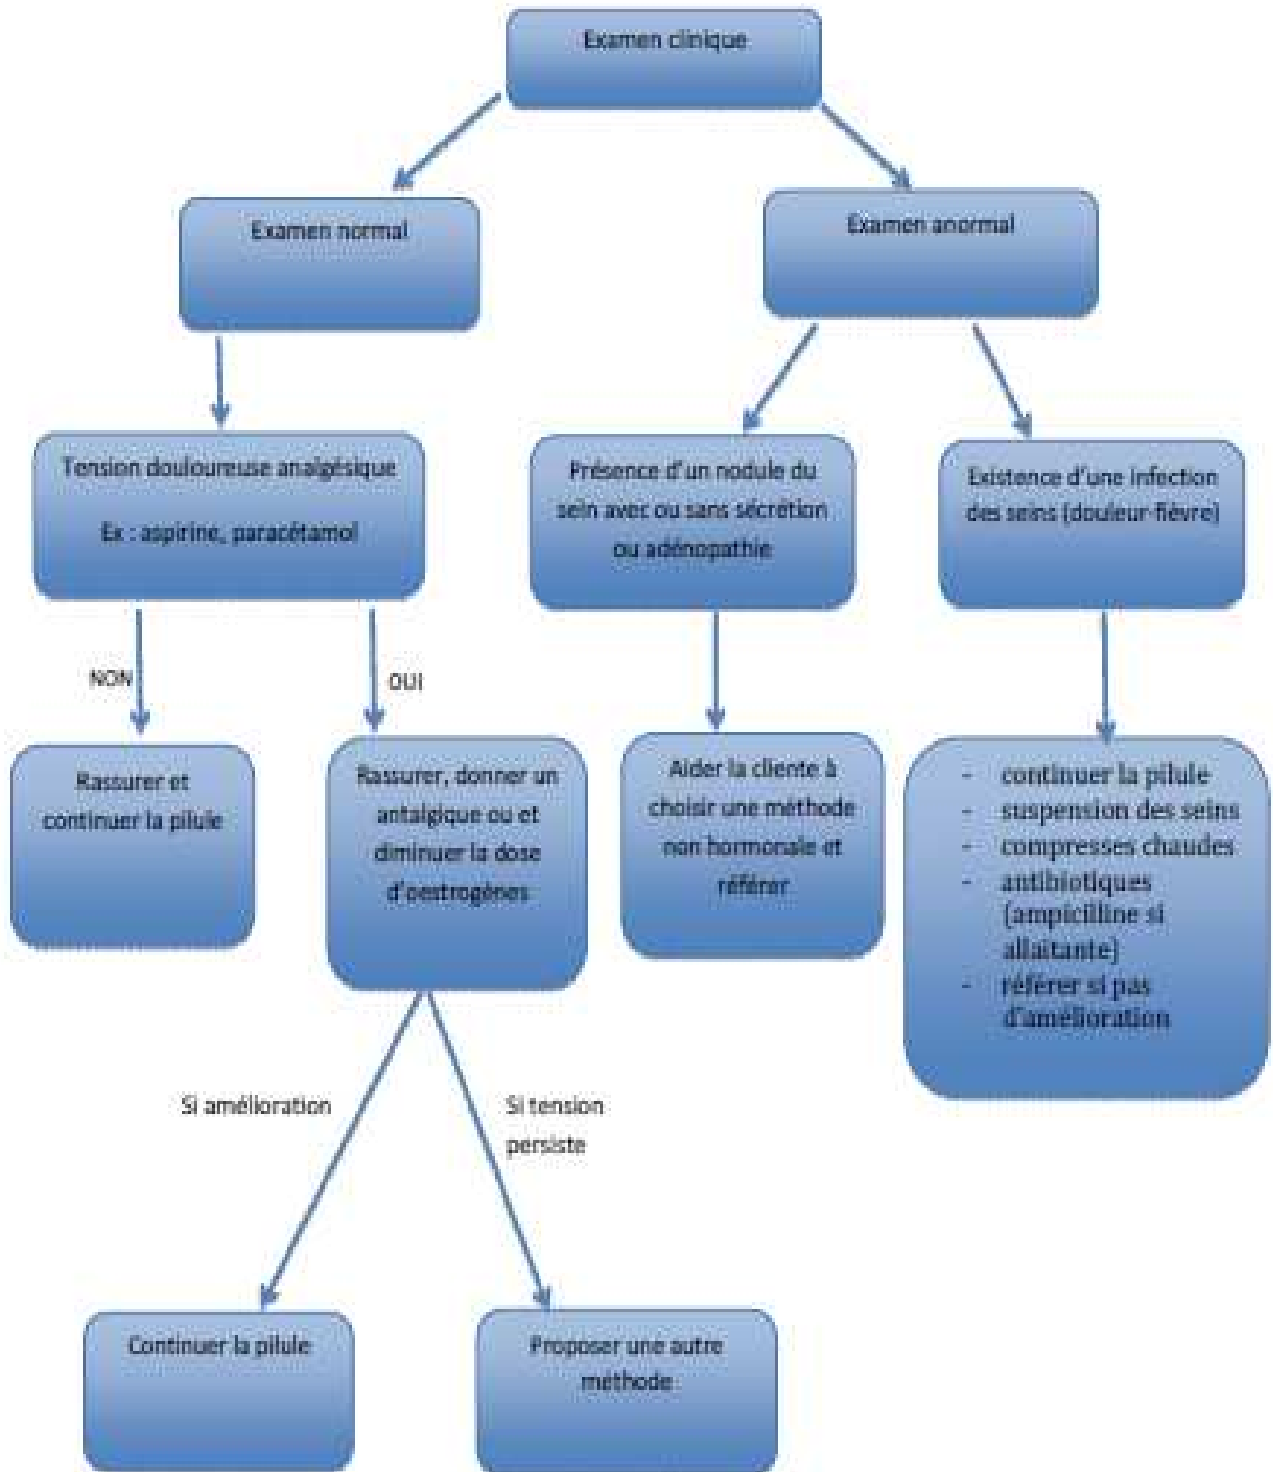 Examen clinique
Examen normal
Examen anormal
Tension douloureuse analgésique
Ex : aspirine, paracétamol
Présence d'un nodule du
sein avec ou sans sécrétion
ou adénopathie
Existence d'une infection
des seins (douleur-fièvre)
NON
OUI
Rassurer et
continuer la pilule
Rassurer, donner un
antalgique ou et
diminuer la dose
d'oestrogènes
Aider la cliente à
choisir une méthode
non hormonale et
référer
- continuer la pilule
- suspension des seins
- compresses chaudes
- antibiotiques
(ampicilline si
allaitante)
- référer si pas
d'amélioration
Si amélioration
Si tension
persiste
Continuer la pilule
Proposer une autre
méthode